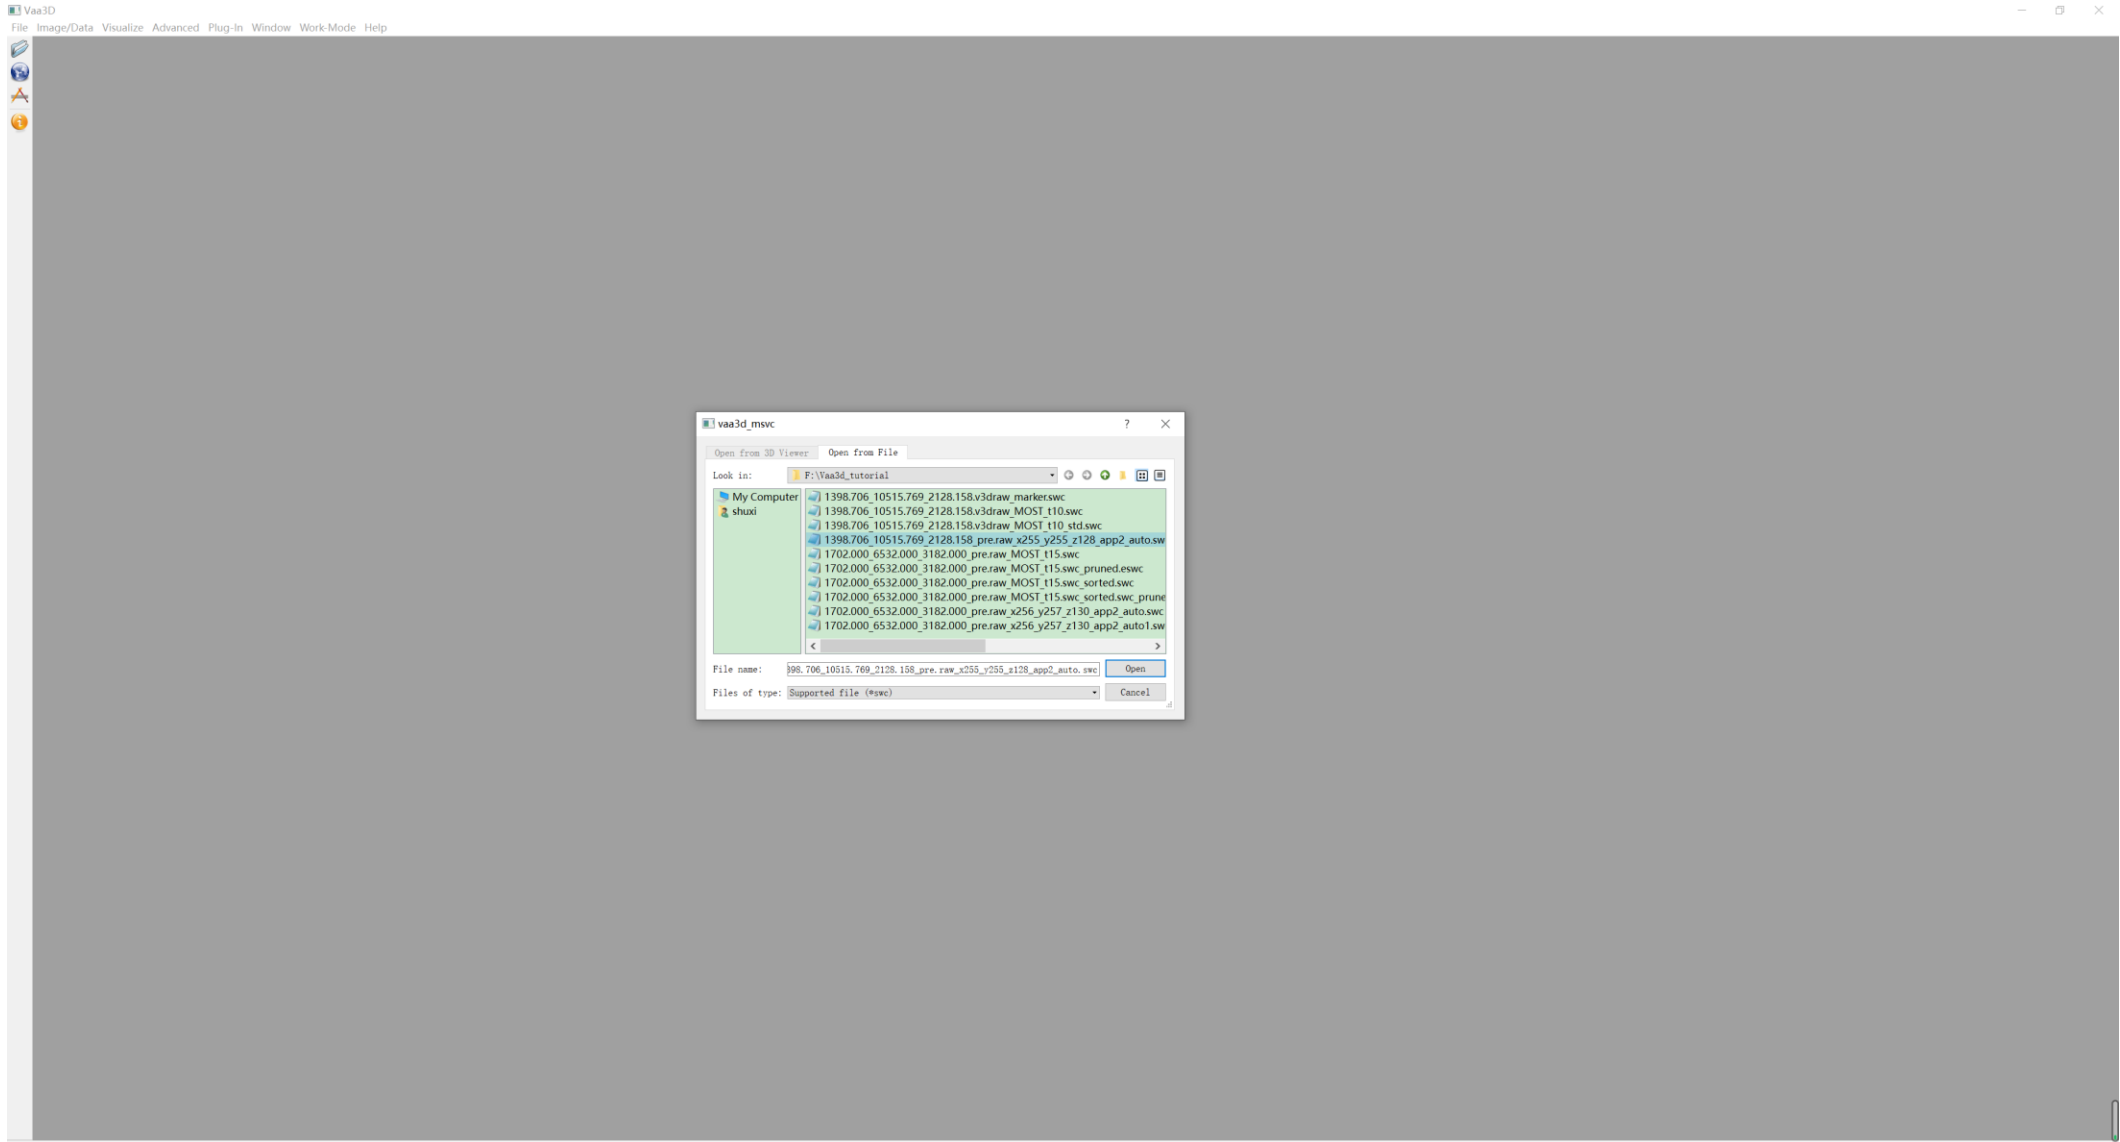 Vaa3D
File Image/Data Visualize Advanced Plug-In Window Work-Mode Help
vaa3d_msvc ?
Open from 3D Viewer Open from File
Look in: F:\Vaa3d_tutorial
My Computer
shuxi
1398.706_10515.769_2128.158.v3draw_marker.swc
1398.706_10515.769_2128.158.v3draw_MOST_t10.swc
1398.706_10515.769_2128.158.v3draw_MOST_t10_std.swc
1398.706_10515.769_2128.158_pre.raw_x255_y255_z128_app2_auto.sw
1702.000_6532.000_3182.000_pre.raw_MOST_t15.swc
1702.000_6532.000_3182.000_pre.raw_MOST_t15.swc_pruned.eswc
1702.000_6532.000_3182.000_pre.raw_MOST_t15.swc_sorted.swc
1702.000_6532.000_3182.000_pre.raw_MOST_t15.swc_sorted.swc_prune
1702.000_6532.000_3182.000_pre.raw_x256_y257_z130_app2_auto.swc
1702.000_6532.000_3182.000_pre.raw_x256_y257_z130_app2_auto1.sw
File name: 398.706_10515.769_2128.158_pre.raw_x255_y255_z128_app2_auto.swc Open
Files of type: Supported file (*swc) Cancel